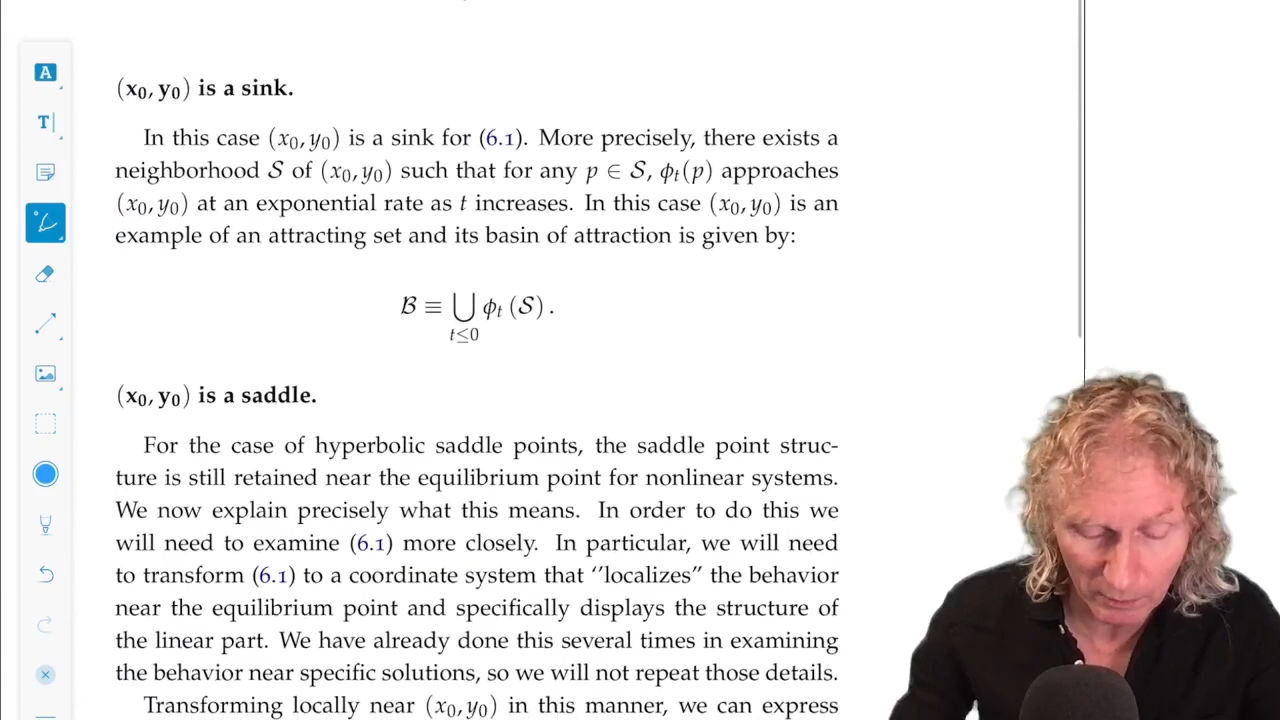 (x₀, y₀) is a sink.
In this case (x₀, y₀) is a sink for (6.1). More precisely, there exists a
neighborhood 𝒮 of (x₀, y₀) such that for any p ∈ 𝒮, ϕₜ(p) approaches
(x₀, y₀) at an exponential rate as t increases. In this case (x₀, y₀) is an
example of an attracting set and its basin of attraction is given by:
ℬ ≡ ⋃ ϕₜ (𝒮) .
t≤0
(x₀, y₀) is a saddle.
For the case of hyperbolic saddle points, the saddle point struc-
ture is still retained near the equilibrium point for nonlinear systems.
We now explain precisely what this means. In order to do this we
will need to examine (6.1) more closely. In particular, we will need
to transform (6.1) to a coordinate system that ‘’localizes” the behavior
near the equilibrium point and specifically displays the structure of
the linear part. We have already done this several times in examining
the behavior near specific solutions, so we will not repeat those details.
Transforming locally near (x₀, y₀) in this manner, we can express
A
T